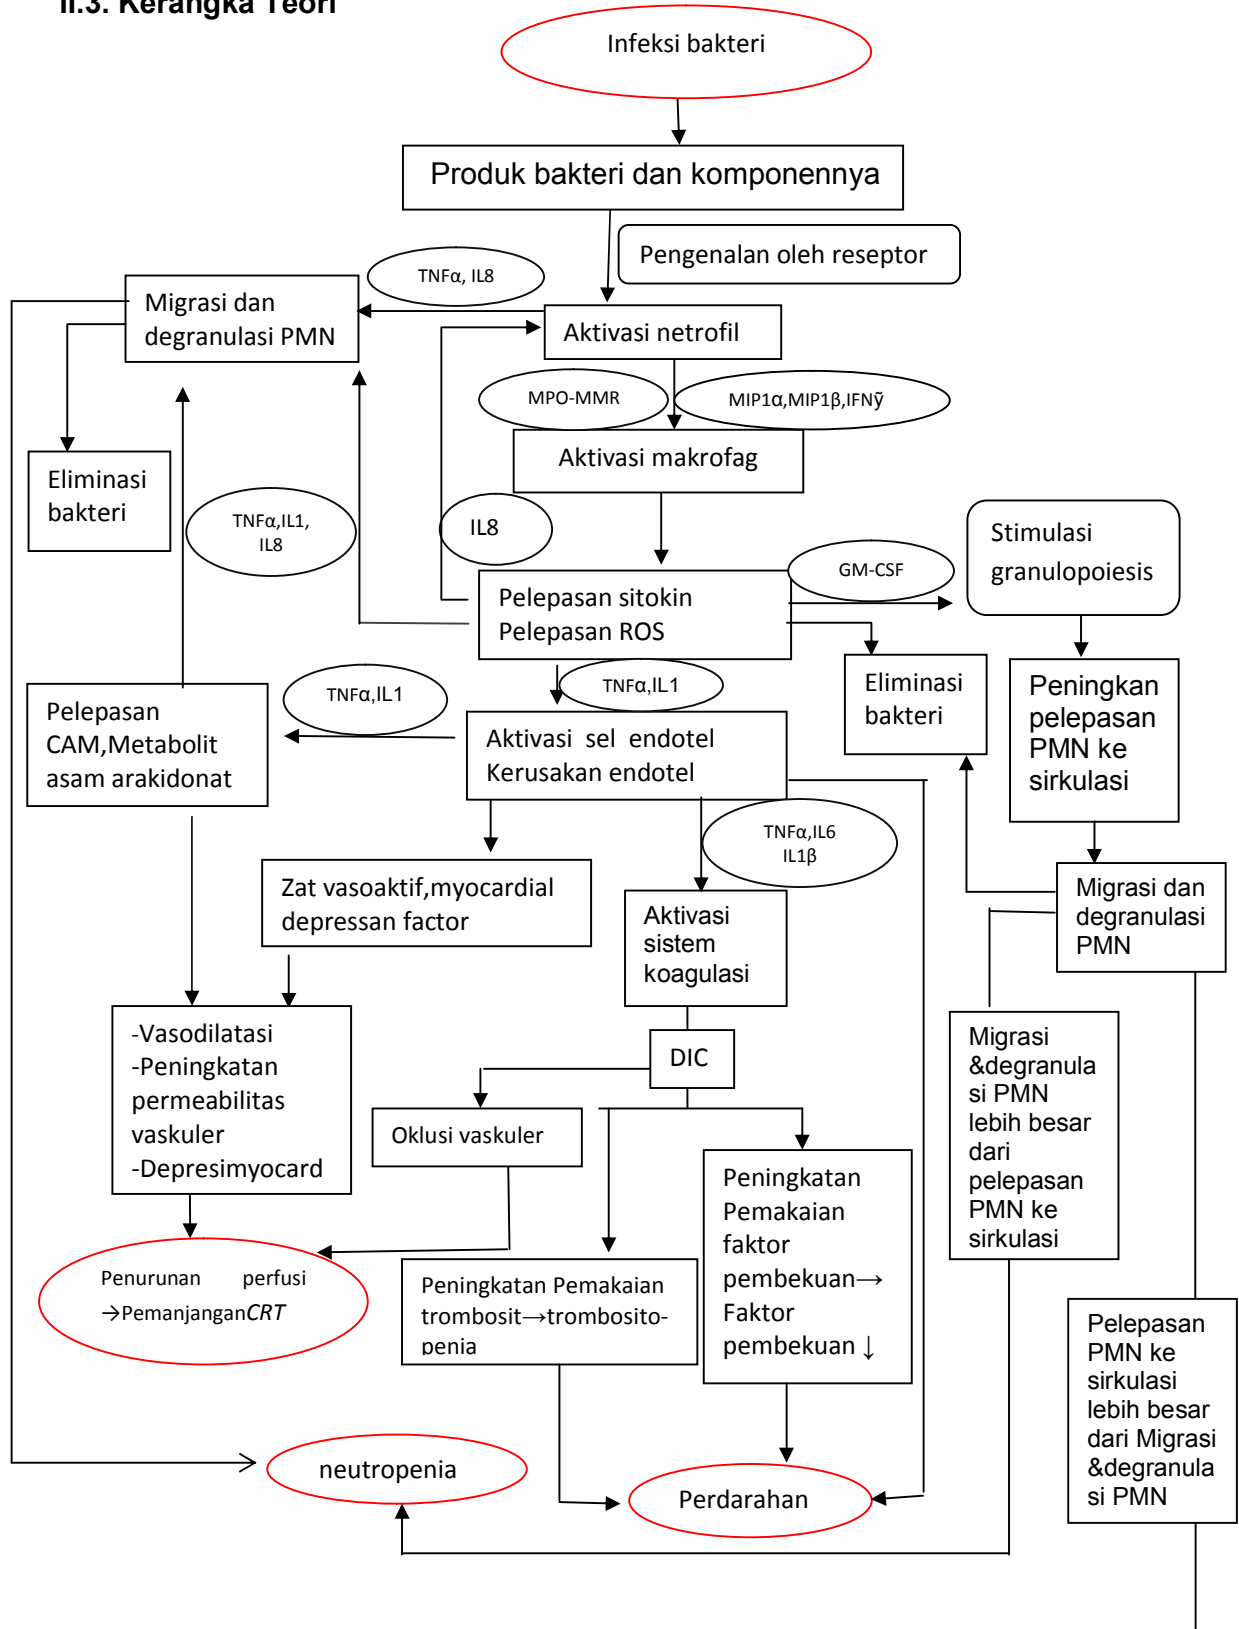 II.3. Kerangka Teori
Infeksi bakteri
Produk bakteri dan komponennya
Pengenalan oleh reseptor
TNFα, IL8
Migrasi dan
degranulasi PMN
Aktivasi netrofil
MPO-MMR
MIP1α,MIP1β,IFNỹ
Aktivasi makrofag
Eliminasi
bakteri
TNFα,IL1,
IL8
IL8
GM-CSF
Stimulasi
granulopoiesis
Pelepasan sitokin
Pelepasan ROS
TNFα,IL1
TNFα,IL1
Eliminasi
bakteri
Peningkan
pelepasan
PMN ke
sirkulasi
Pelepasan
CAM,Metabolit
asam arakidonat
Aktivasi sel endotel
Kerusakan endotel
TNFα,IL6
IL1β
Zat vasoaktif,myocardial
depressan factor
Aktivasi
sistem
koagulasi
Migrasi dan
degranulasi
PMN
-Vasodilatasi
-Peningkatan
permeabilitas
vaskuler
-Depresimyocard
DIC
Oklusi vaskuler
Migrasi
&degranula
si PMN
lebih besar
dari
pelepasan
PMN ke
sirkulasi
Peningkatan
Pemakaian
faktor
pembekuan→
Faktor
pembekuan ↓
Penurunan perfusi
→PemanjanganCRT
Peningkatan Pemakaian
trombosit→trombosito-
penia
Pelepasan
PMN ke
sirkulasi
lebih besar
dari Migrasi
&degranula
si PMN
neutropenia
Perdarahan